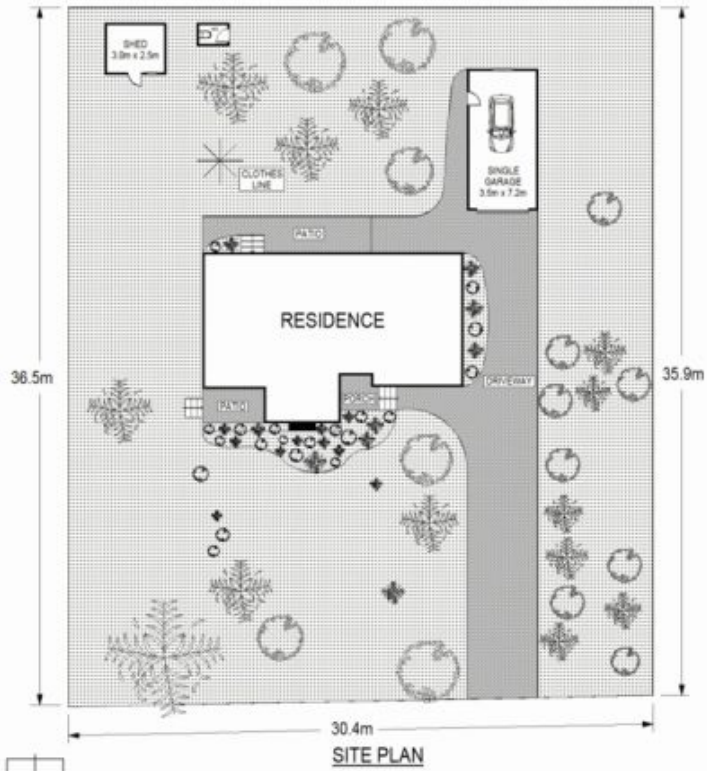 SHED
3.0m x 2.5m
CLOTHES
LINE
SINGLE
GARAGE
3.5m x 7.2m
PATIO
RESIDENCE
36.5m
35.9m
DRIVEWAY
PATIO
PORCH
30.4m
SITE PLAN